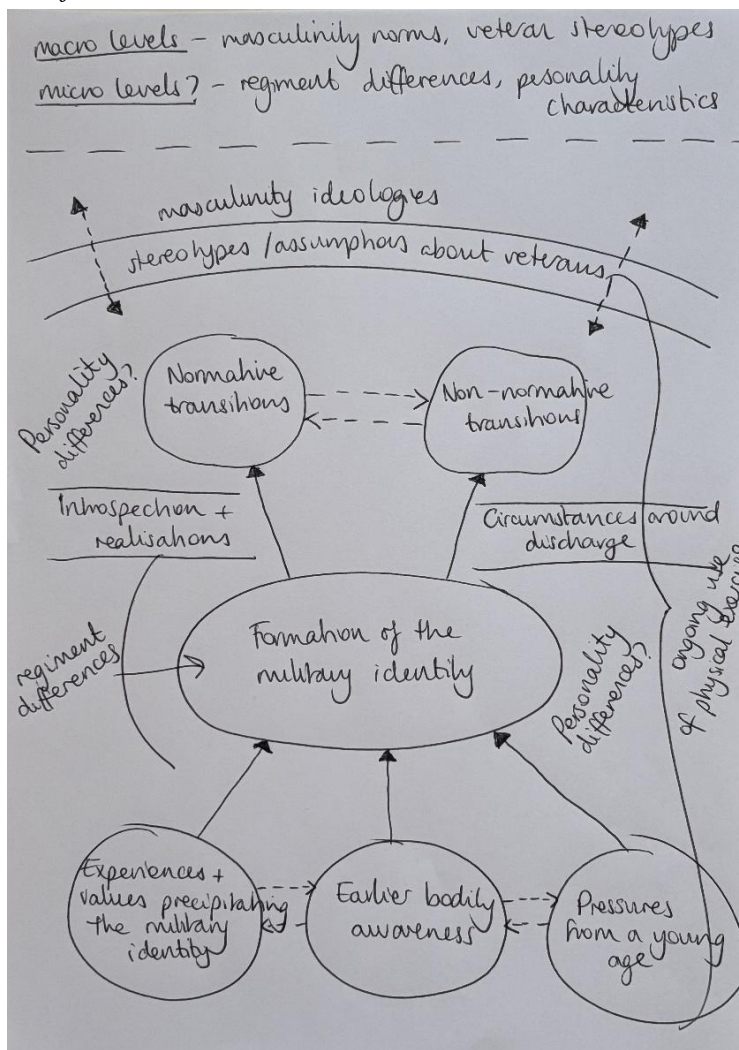 macro levels - masculinity norms, veteran stereotypes
micro levels? - regiment differences, pesonality
characteristics
masculinity ideologies
stereotypes / assumptions about veterans
Personality
differences?
Normative
transitions
Non-normative
transitions
Introspection +
realisations
Circumstances around
discharge
Formation of the
military identity
regiment
differences
Personality
differences?
ongoing use
of physical exercise
Experiences +
values precipitating
the military
identity
Earlier bodily
awareness
Pressures
from a young
age